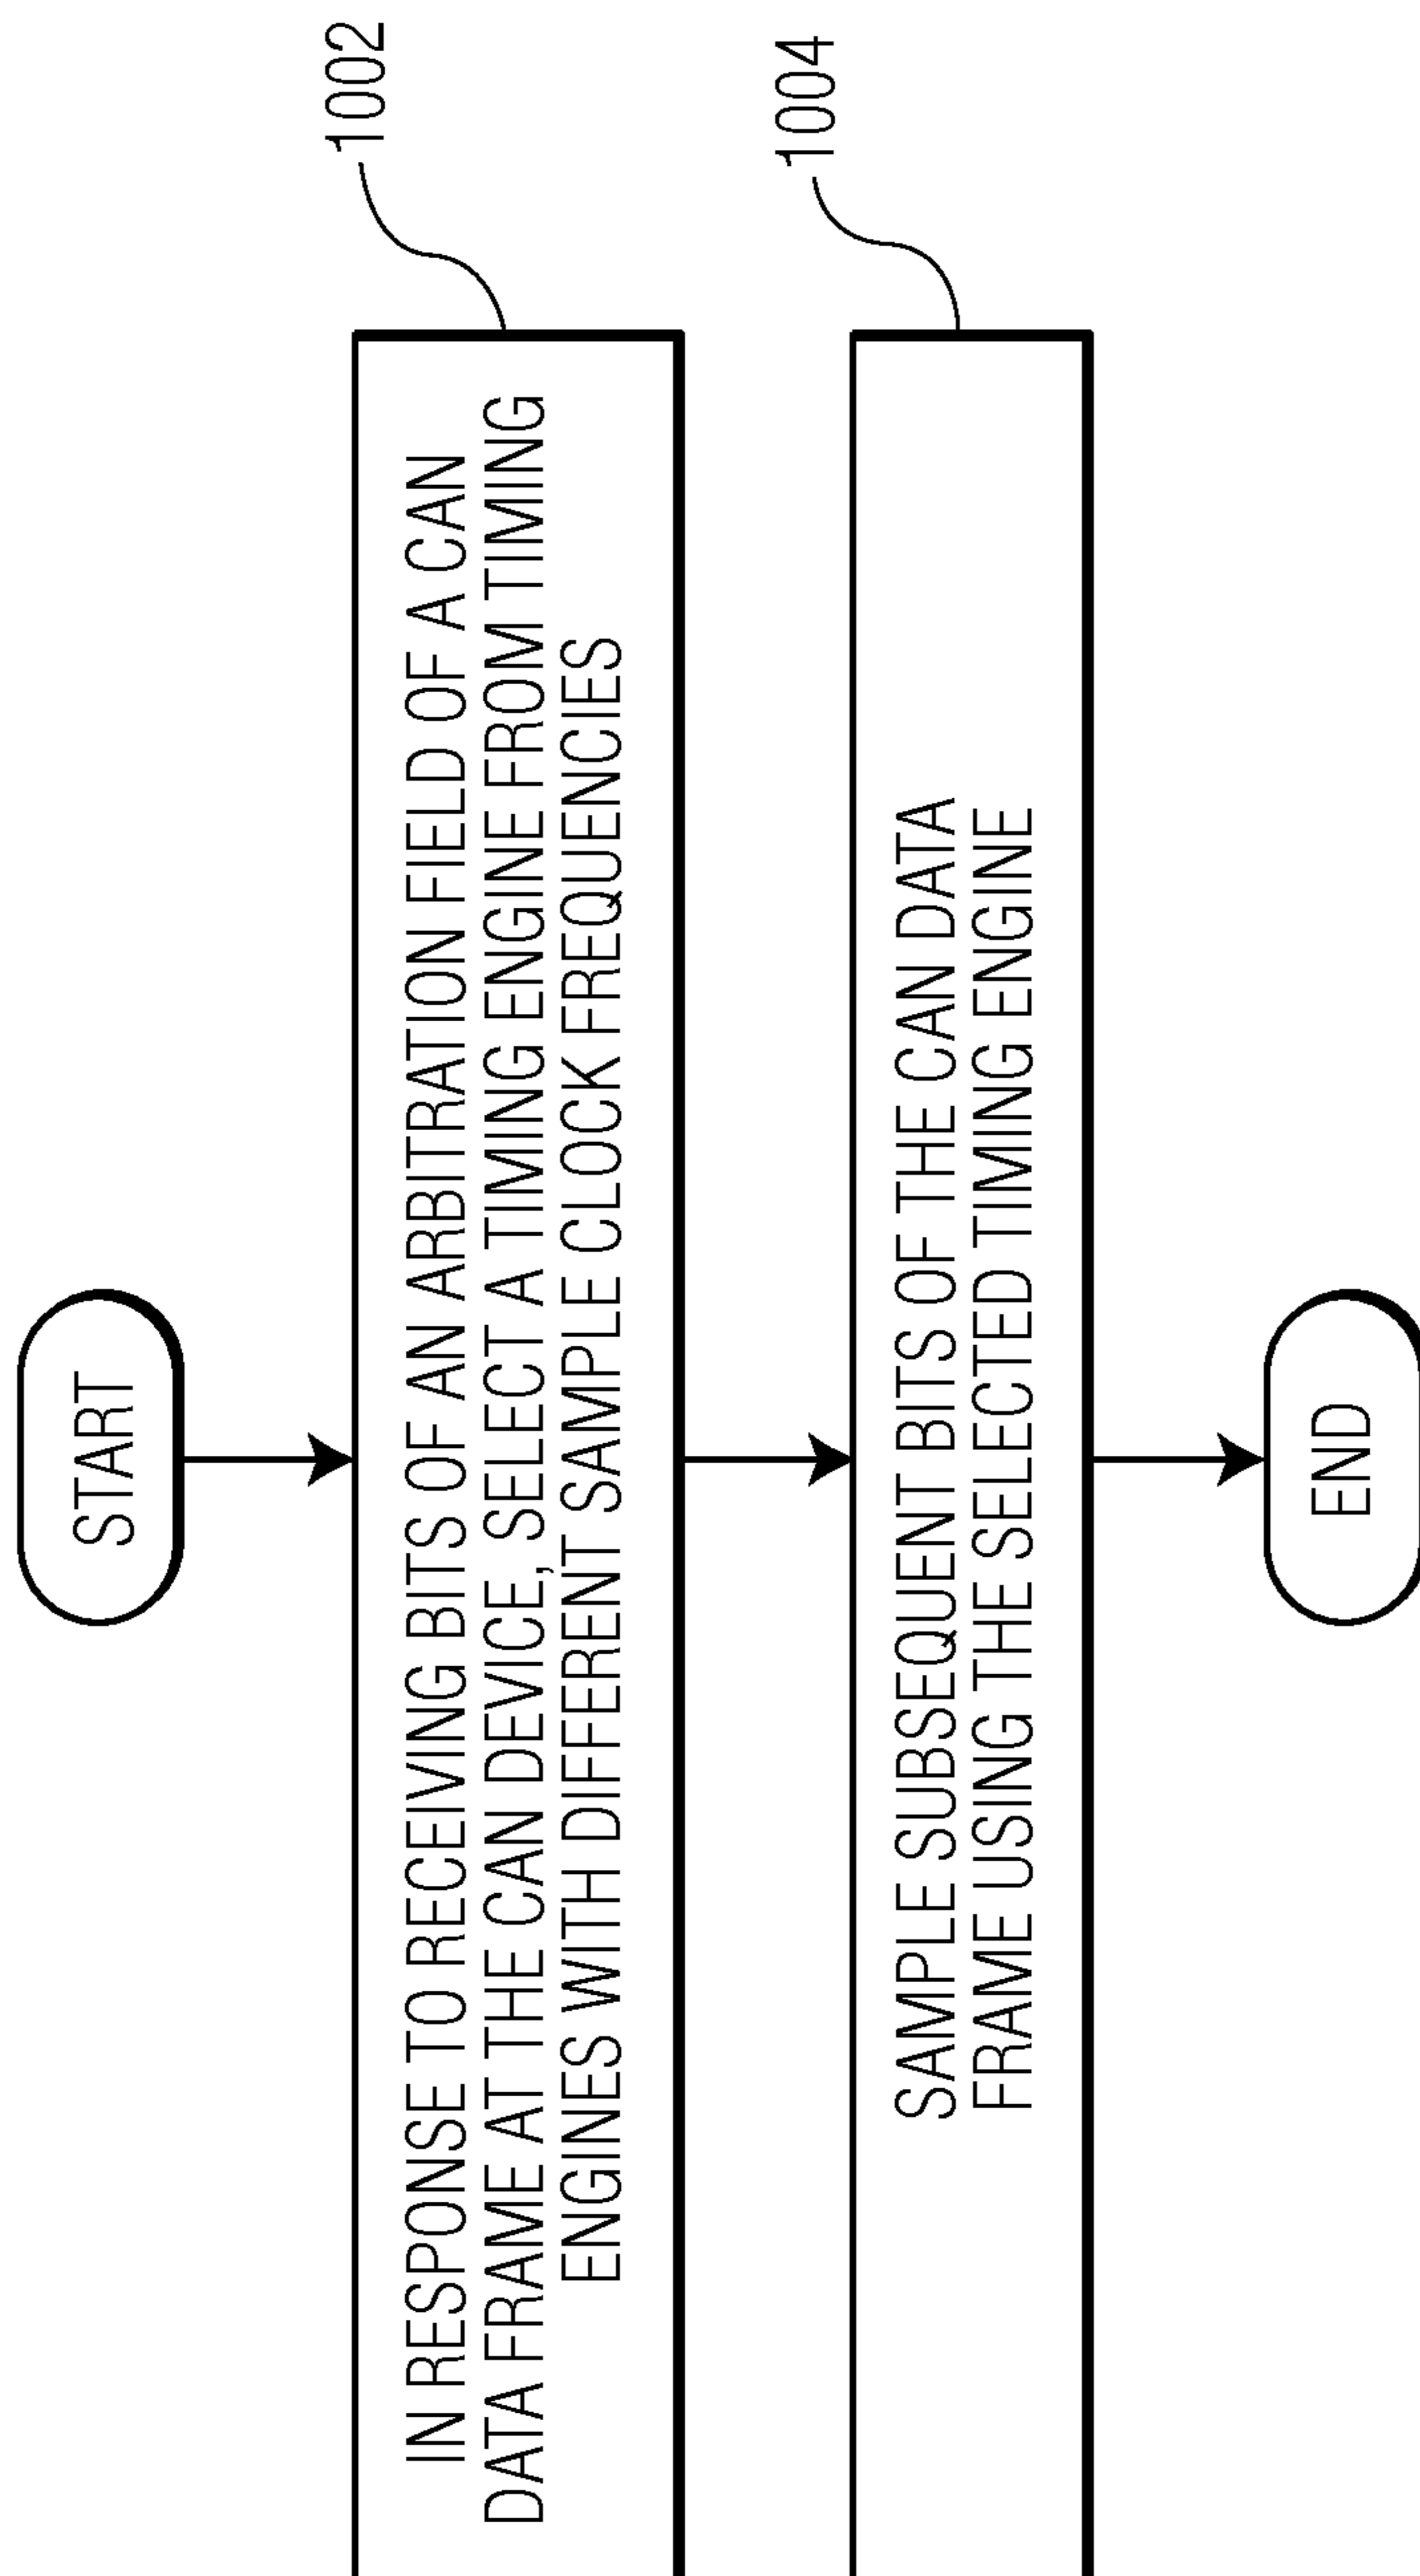 START
1002
IN RESPONSE TO RECEIVING BITS OF AN ARBITRATION FIELD OF A CAN
DATA FRAME AT THE CAN DEVICE, SELECT A TIMING ENGINE FROM TIMING
ENGINES WITH DIFFERENT SAMPLE CLOCK FREQUENCIES
1004
SAMPLE SUBSEQUENT BITS OF THE CAN DATA
FRAME USING THE SELECTED TIMING ENGINE
END